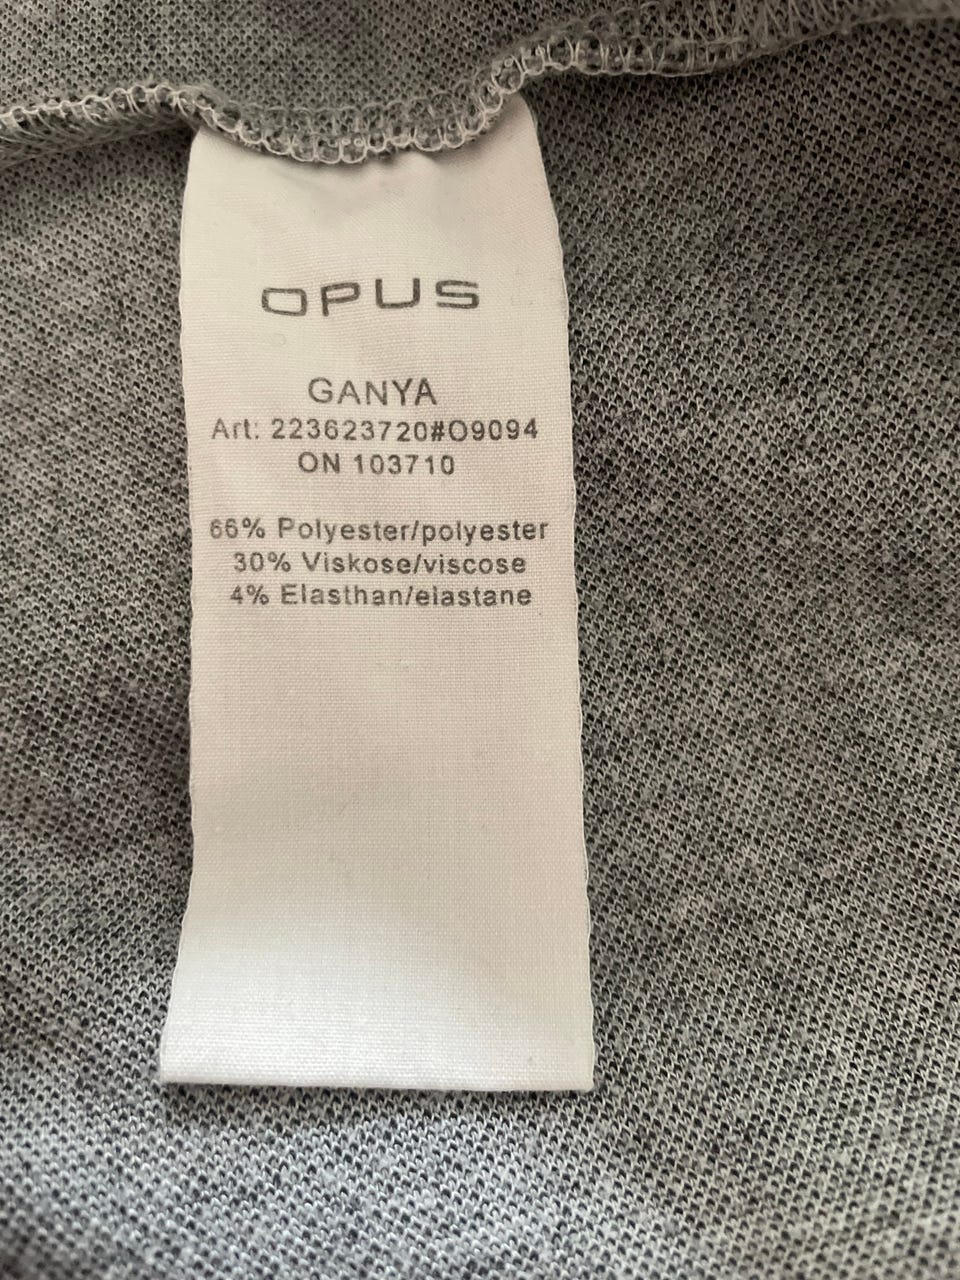 OPUS
GANYA
Art: 223623720#O9094
ON 103710
66% Polyester/polyester
30% Viskose/viscose
4% Elasthan/elastane